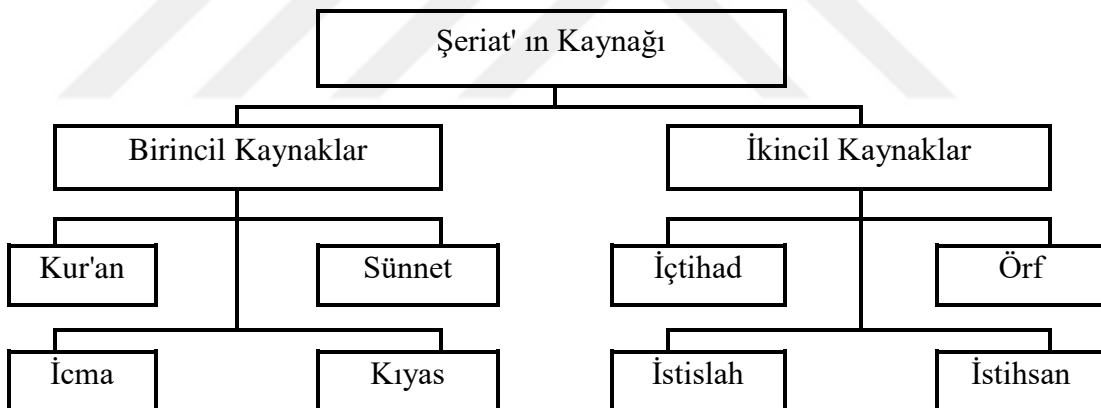 Şeriat' ın Kaynağı
Birincil Kaynaklar
İkincil Kaynaklar
Kur'an
Sünnet
İçtihad
Örf
İcma
Kıyas
İstislah
İstihsan